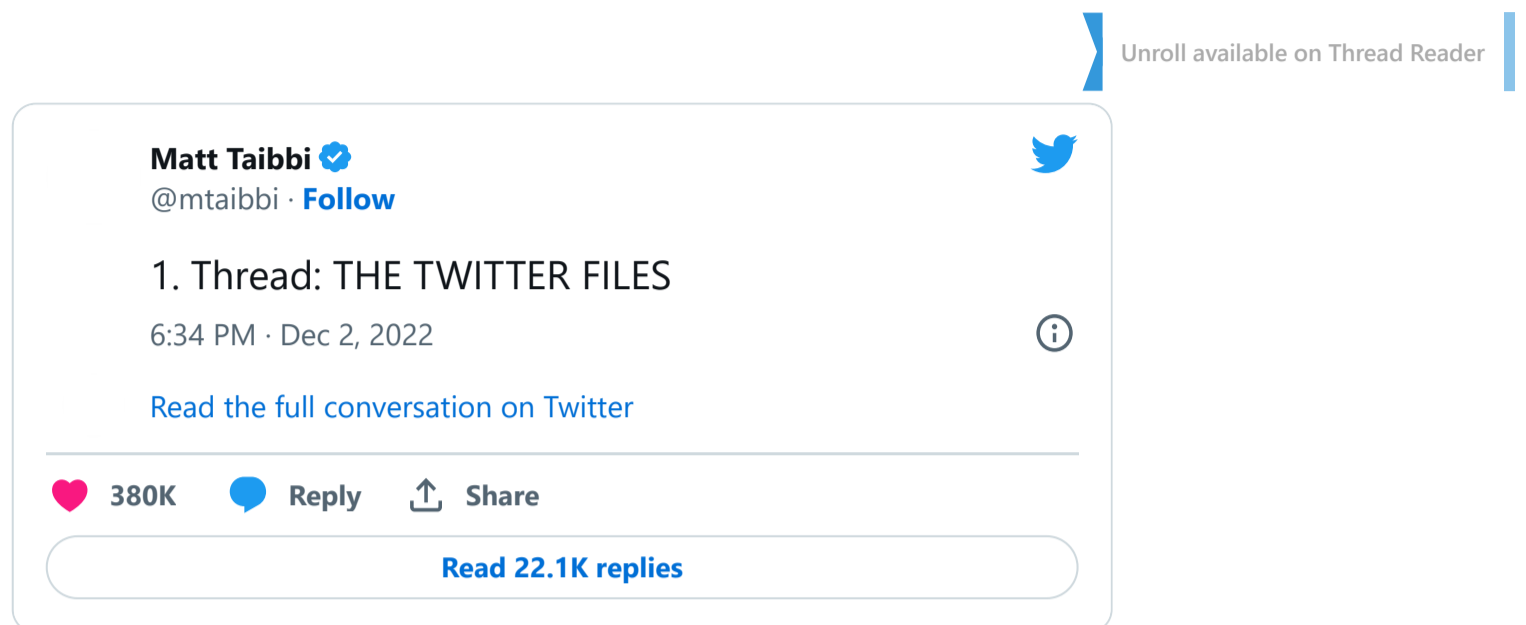 Unroll available on Thread Reader
Matt Taibbi
@mtaibbi · Follow
1. Thread: THE TWITTER FILES
6:34 PM · Dec 2, 2022
Read the full conversation on Twitter
380K Reply Share
Read 22.1K replies